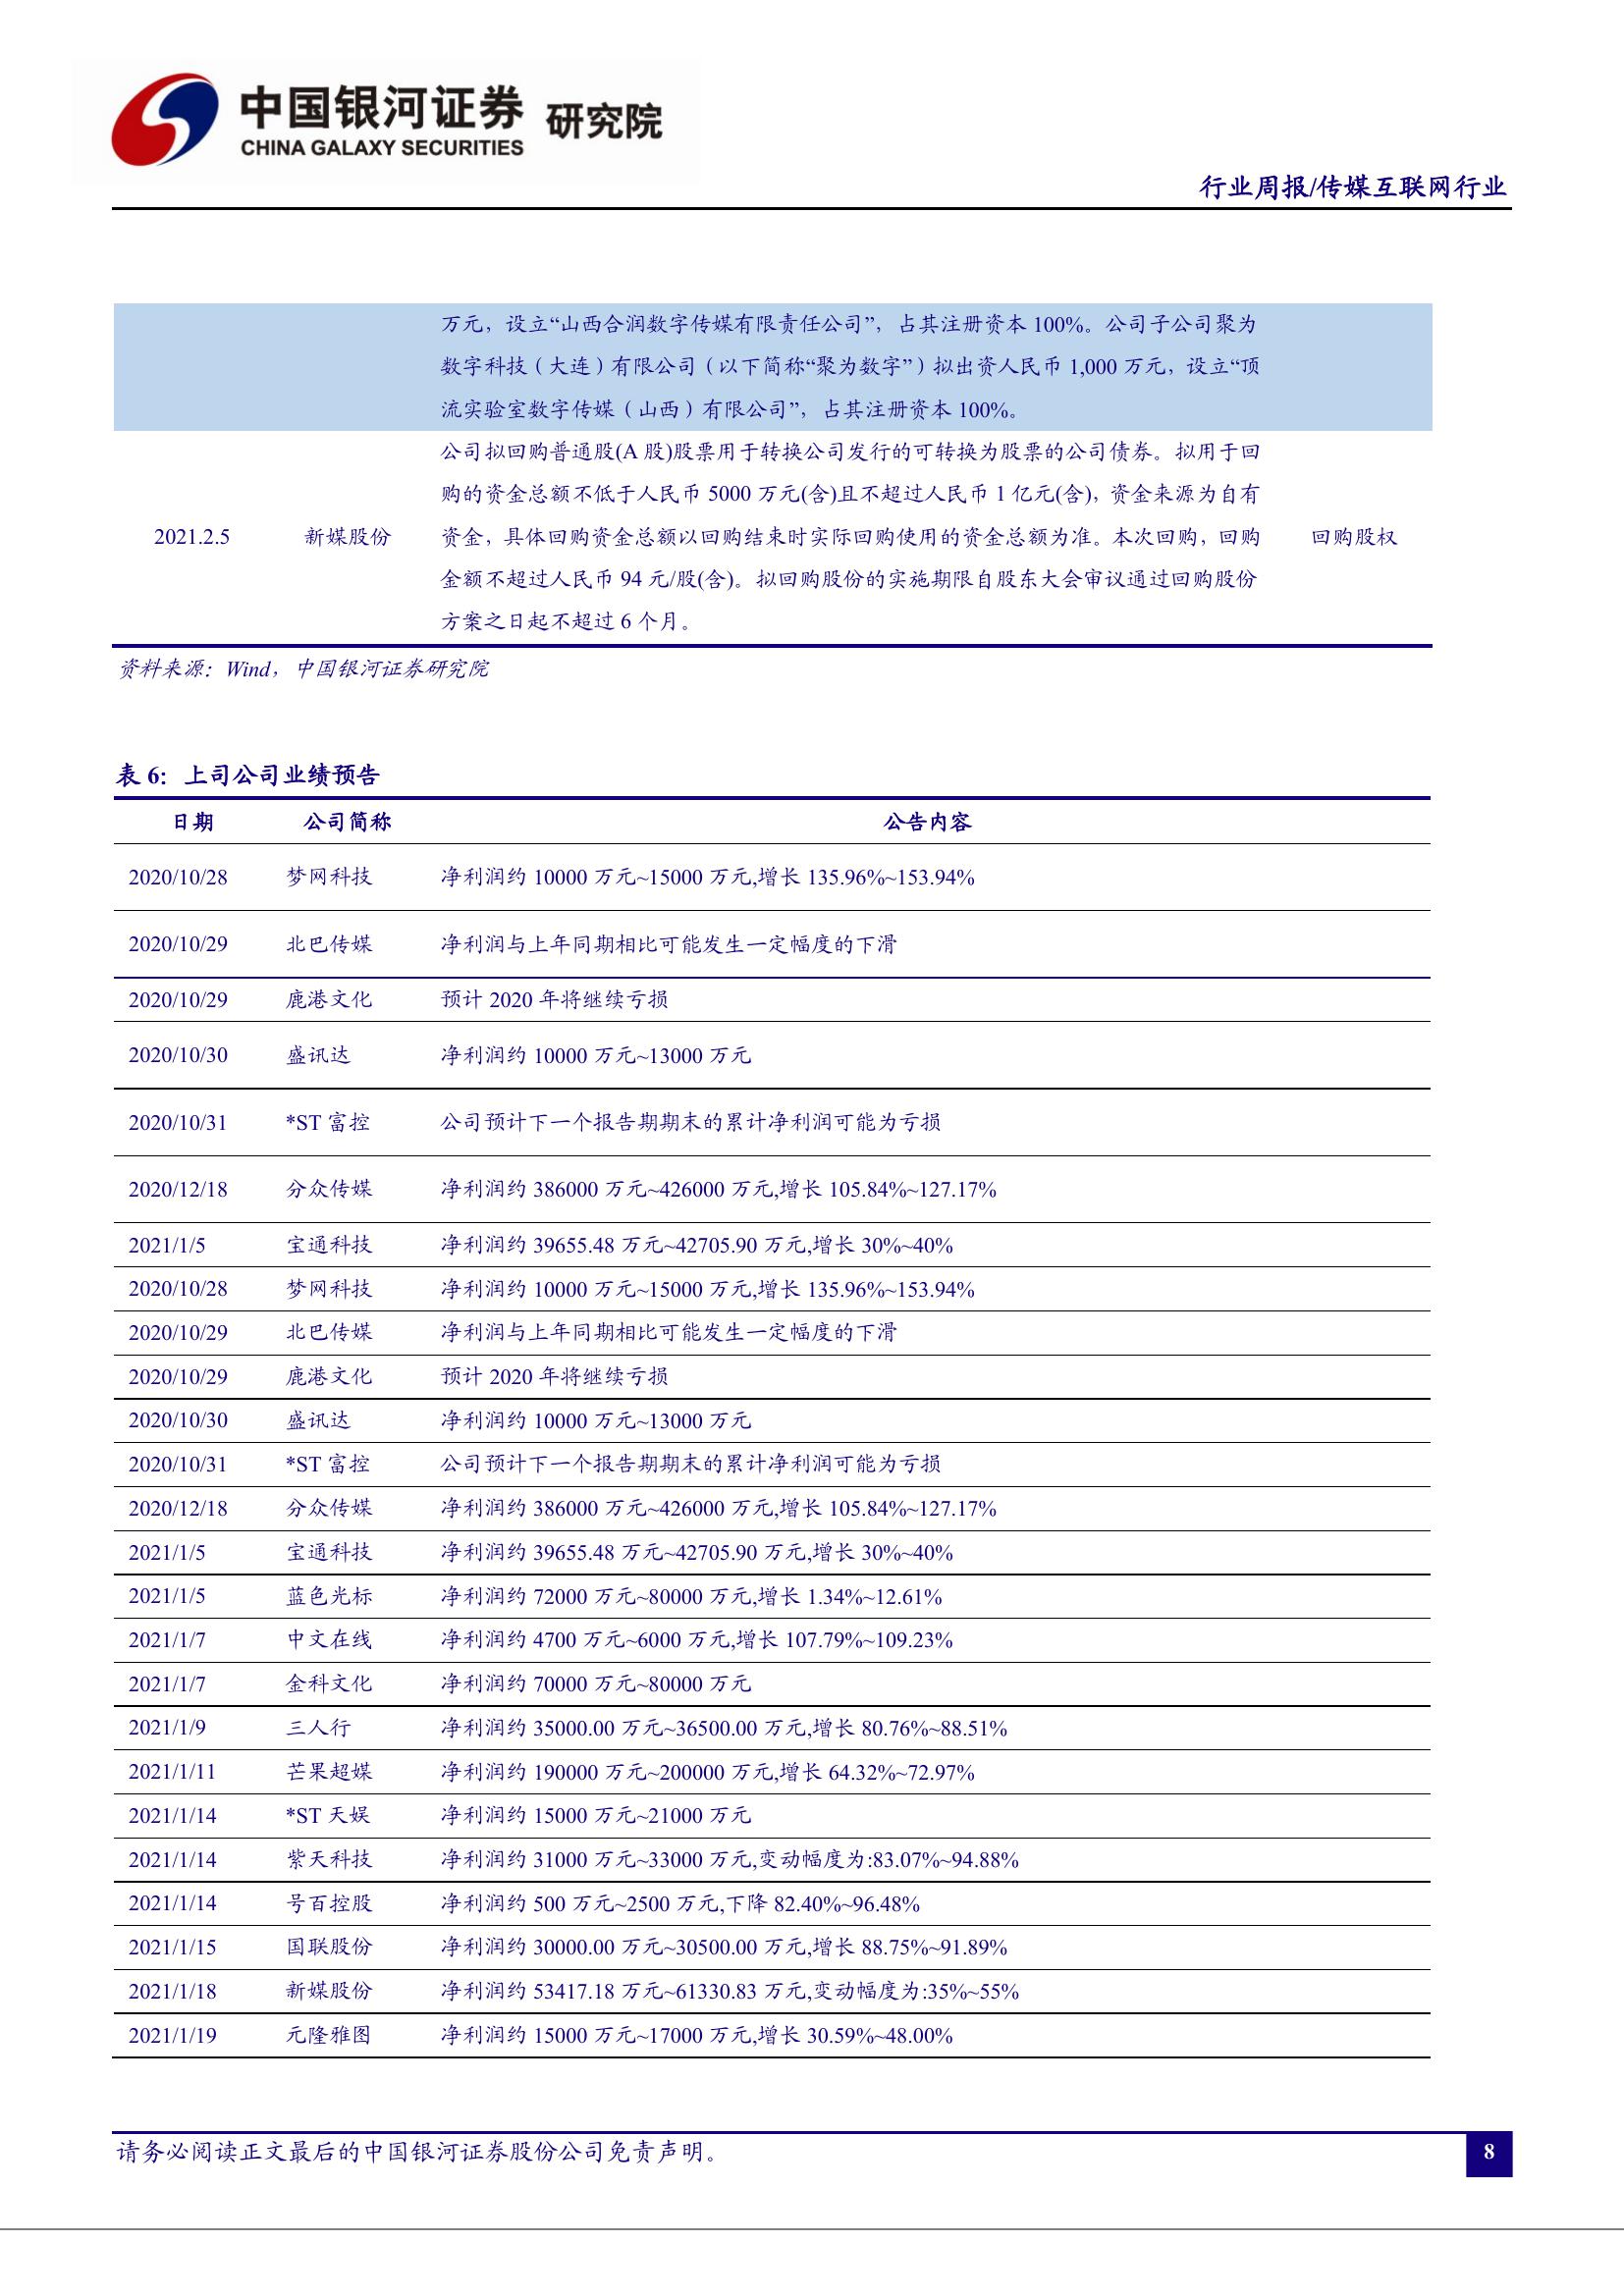 中国银河证券 研究院
CHINA GALAXY SECURITIES
行业周报/传媒互联网行业
万元，设立“山西合润数字传媒有限责任公司”，占其注册资本 100%。公司子公司聚为
数字科技（大连）有限公司（以下简称“聚为数字”）拟出资人民币 1,000 万元，设立“顶
流实验室数字传媒（山西）有限公司”，占其注册资本 100%。
公司拟回购普通股(A 股)股票用于转换公司发行的可转换为股票的公司债券。拟用于回
购的资金总额不低于人民币 5000 万元(含)且不超过人民币 1 亿元(含)，资金来源为自有
2021.2.5 新媒股份 资金，具体回购资金总额以回购结束时实际回购使用的资金总额为准。本次回购，回购 回购股权
金额不超过人民币 94 元/股(含)。拟回购股份的实施期限自股东大会审议通过回购股份
方案之日起不超过 6 个月。
资料来源：Wind，中国银河证券研究院
表 6：上司公司业绩预告
日期 公司简称 公告内容
2020/10/28 梦网科技 净利润约 10000 万元~15000 万元,增长 135.96%~153.94%
2020/10/29 北巴传媒 净利润与上年同期相比可能发生一定幅度的下滑
2020/10/29 鹿港文化 预计 2020 年将继续亏损
2020/10/30 盛讯达 净利润约 10000 万元~13000 万元
2020/10/31 *ST 富控 公司预计下一个报告期期末的累计净利润可能为亏损
2020/12/18 分众传媒 净利润约 386000 万元~426000 万元,增长 105.84%~127.17%
2021/1/5 宝通科技 净利润约 39655.48 万元~42705.90 万元,增长 30%~40%
2020/10/28 梦网科技 净利润约 10000 万元~15000 万元,增长 135.96%~153.94%
2020/10/29 北巴传媒 净利润与上年同期相比可能发生一定幅度的下滑
2020/10/29 鹿港文化 预计 2020 年将继续亏损
2020/10/30 盛讯达 净利润约 10000 万元~13000 万元
2020/10/31 *ST 富控 公司预计下一个报告期期末的累计净利润可能为亏损
2020/12/18 分众传媒 净利润约 386000 万元~426000 万元,增长 105.84%~127.17%
2021/1/5 宝通科技 净利润约 39655.48 万元~42705.90 万元,增长 30%~40%
2021/1/5 蓝色光标 净利润约 72000 万元~80000 万元,增长 1.34%~12.61%
2021/1/7 中文在线 净利润约 4700 万元~6000 万元,增长 107.79%~109.23%
2021/1/7 金科文化 净利润约 70000 万元~80000 万元
2021/1/9 三人行 净利润约 35000.00 万元~36500.00 万元,增长 80.76%~88.51%
2021/1/11 芒果超媒 净利润约 190000 万元~200000 万元,增长 64.32%~72.97%
2021/1/14 *ST 天娱 净利润约 15000 万元~21000 万元
2021/1/14 紫天科技 净利润约 31000 万元~33000 万元,变动幅度为:83.07%~94.88%
2021/1/14 号百控股 净利润约 500 万元~2500 万元,下降 82.40%~96.48%
2021/1/15 国联股份 净利润约 30000.00 万元~30500.00 万元,增长 88.75%~91.89%
2021/1/18 新媒股份 净利润约 53417.18 万元~61330.83 万元,变动幅度为:35%~55%
2021/1/19 元隆雅图 净利润约 15000 万元~17000 万元,增长 30.59%~48.00%
请务必阅读正文最后的中国银河证券股份公司免责声明。 8